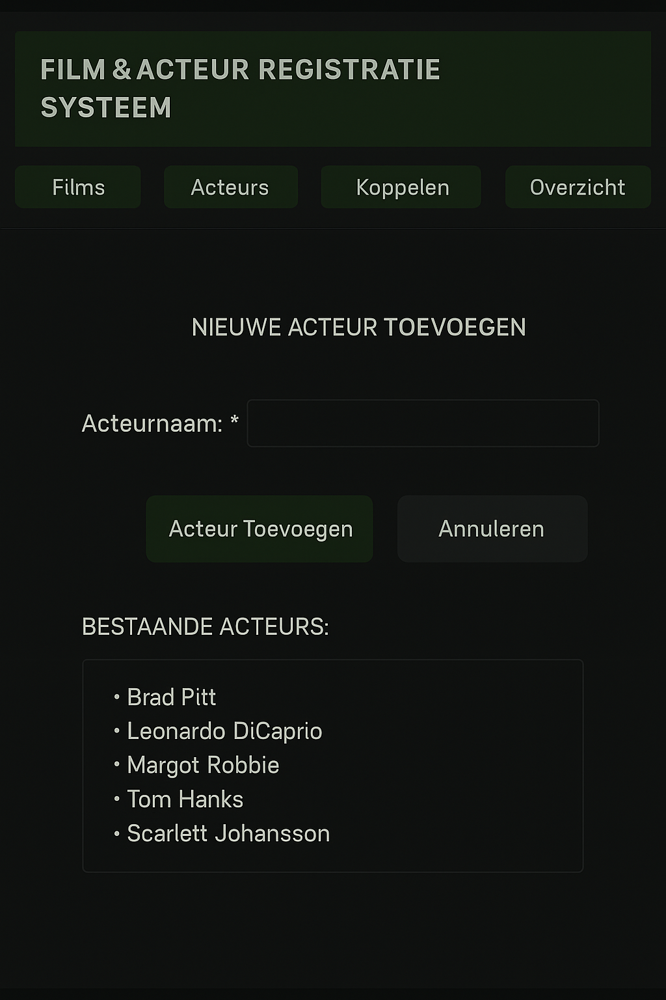 FILM & ACTEUR REGISTRATIE
SYSTEEM
Films Acteurs Koppelen Overzicht
NIEUWE ACTEUR TOEVOEGEN
Acteurnaam: *
Acteur Toevoegen Annuleren
BESTAANDE ACTEURS:
• Brad Pitt
• Leonardo DiCaprio
• Margot Robbie
• Tom Hanks
• Scarlett Johansson